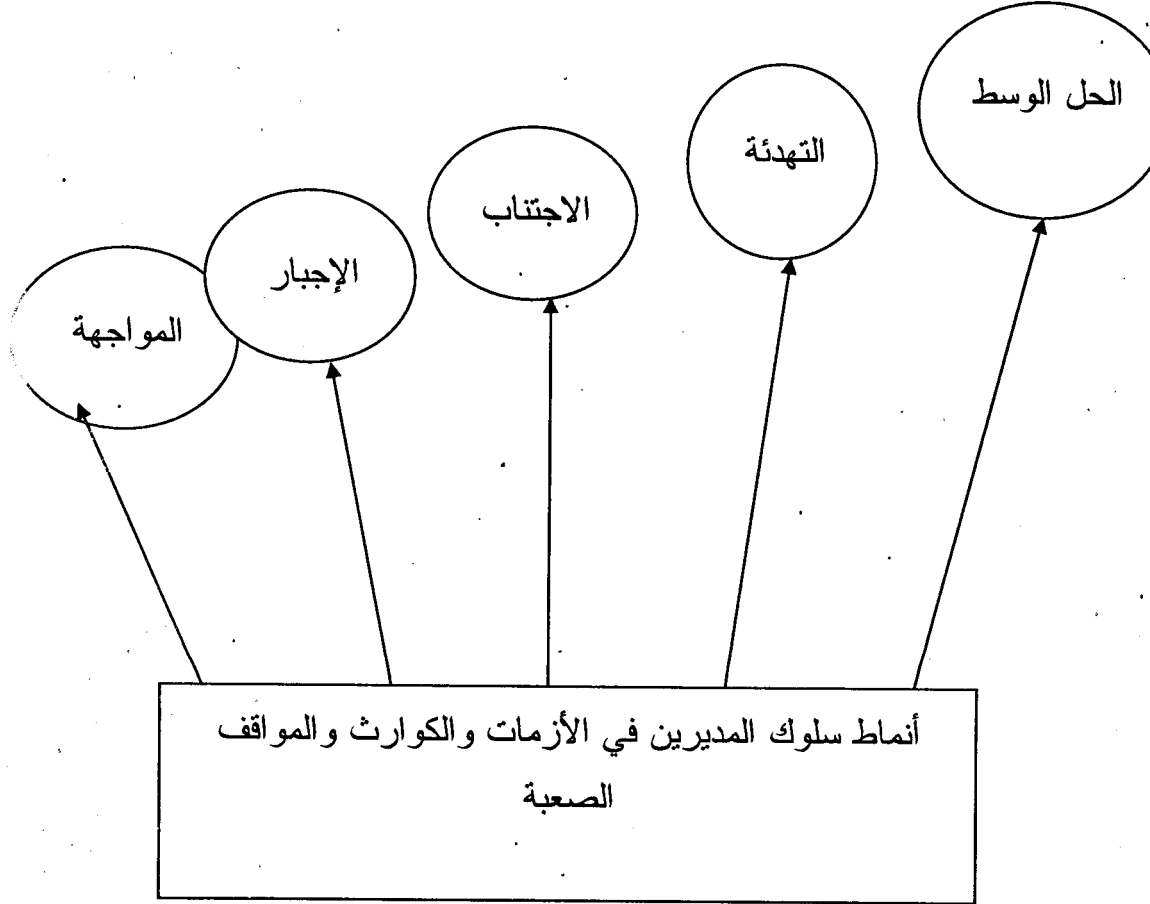 الحل الوسط
التهدئة
الاجتناب
الإجبار
المواجهة
أنماط سلوك المديرين في الأزمات والكوارث والمواقف
الصعبة